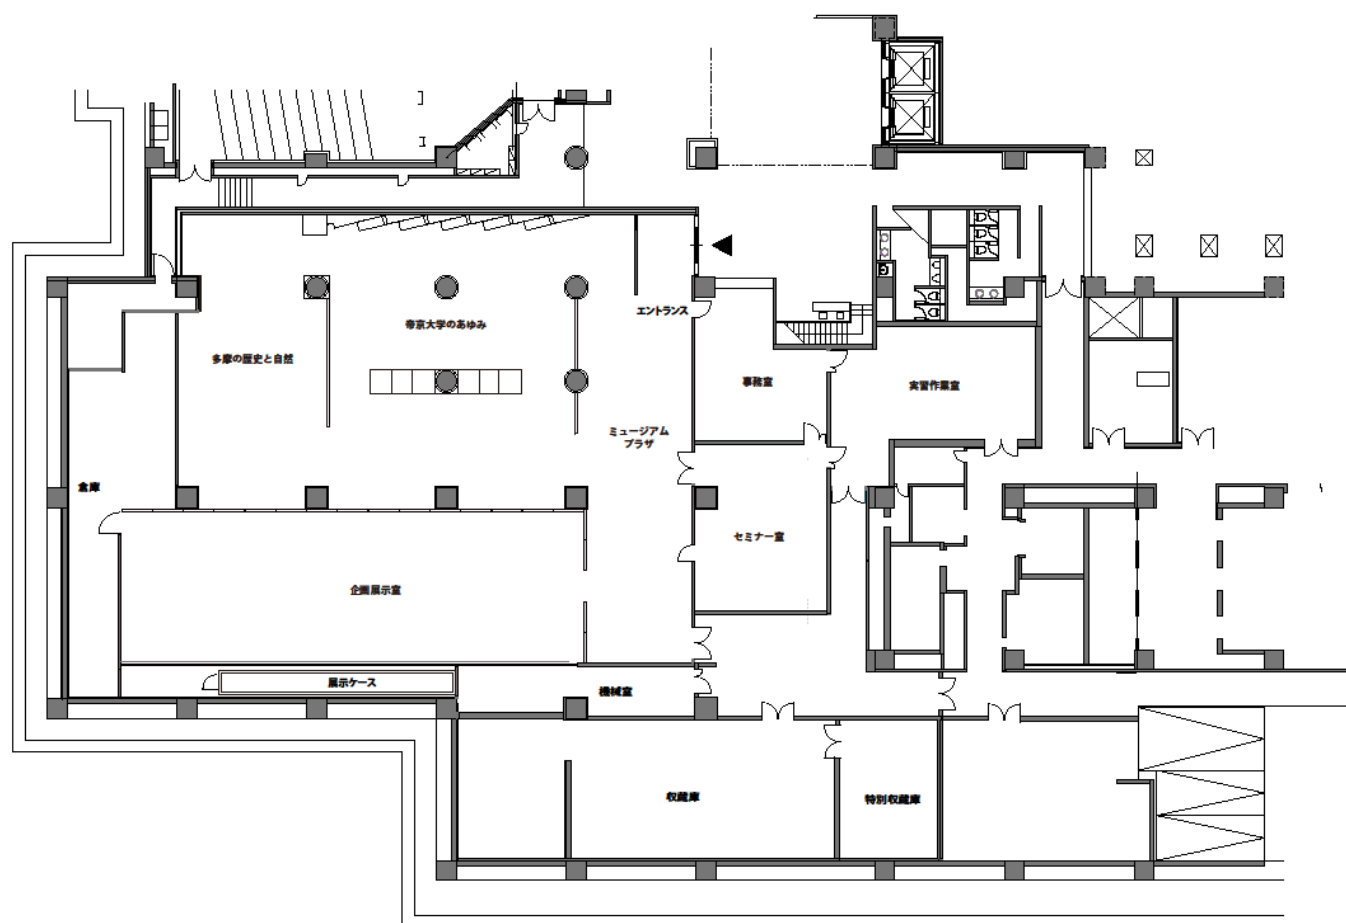 エントランス
帝京大学のあゆみ
多摩の歴史と自然
事務室
実習作業室
ミュージアム
プラザ
倉庫
セミナー室
企画展示室
展示ケース
機械室
収蔵庫
特別収蔵庫